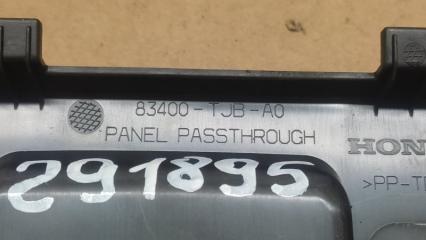 83400-TJB-A0
PANEL PASSTHROUGH
HON
>PP-T
291895